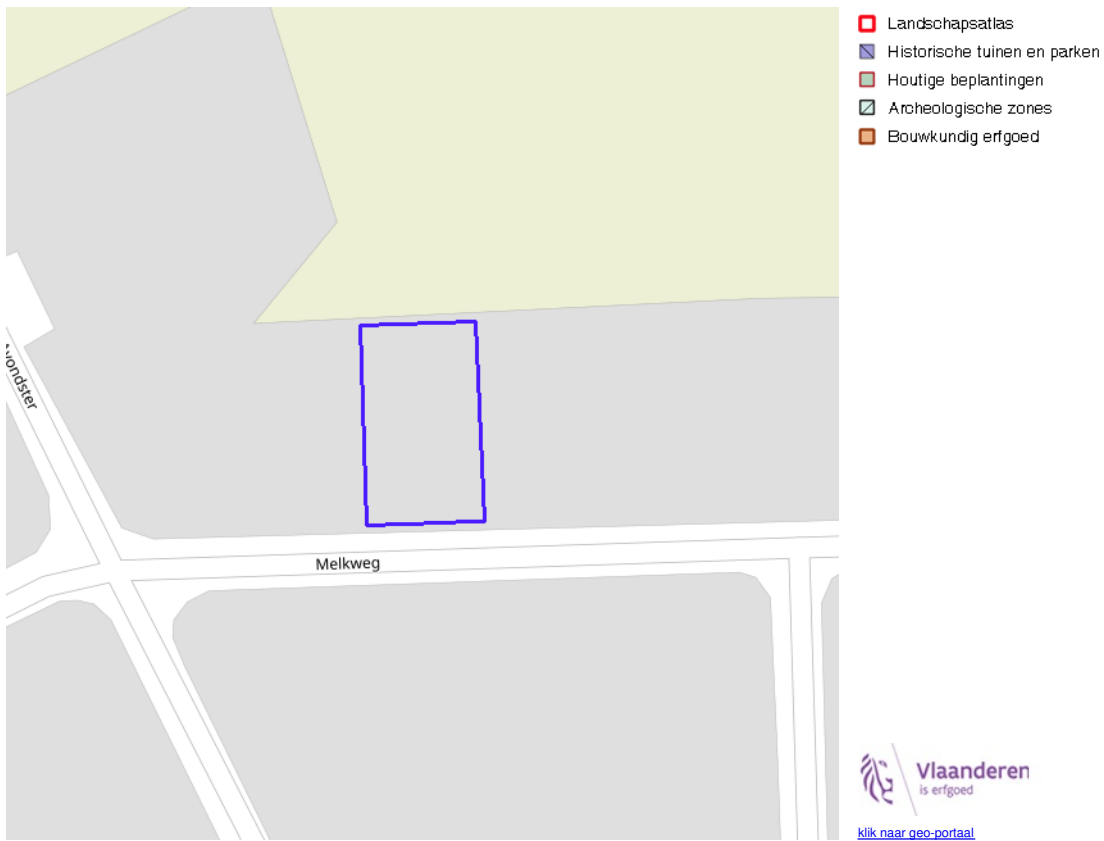 Landschapsatlas
Historische tuinen en parken
Houtige beplantingen
Archeologische zones
Bouwkundig erfgoed
Melkweg
Vlaanderen
is erfgoed
klik naar geo-portaal